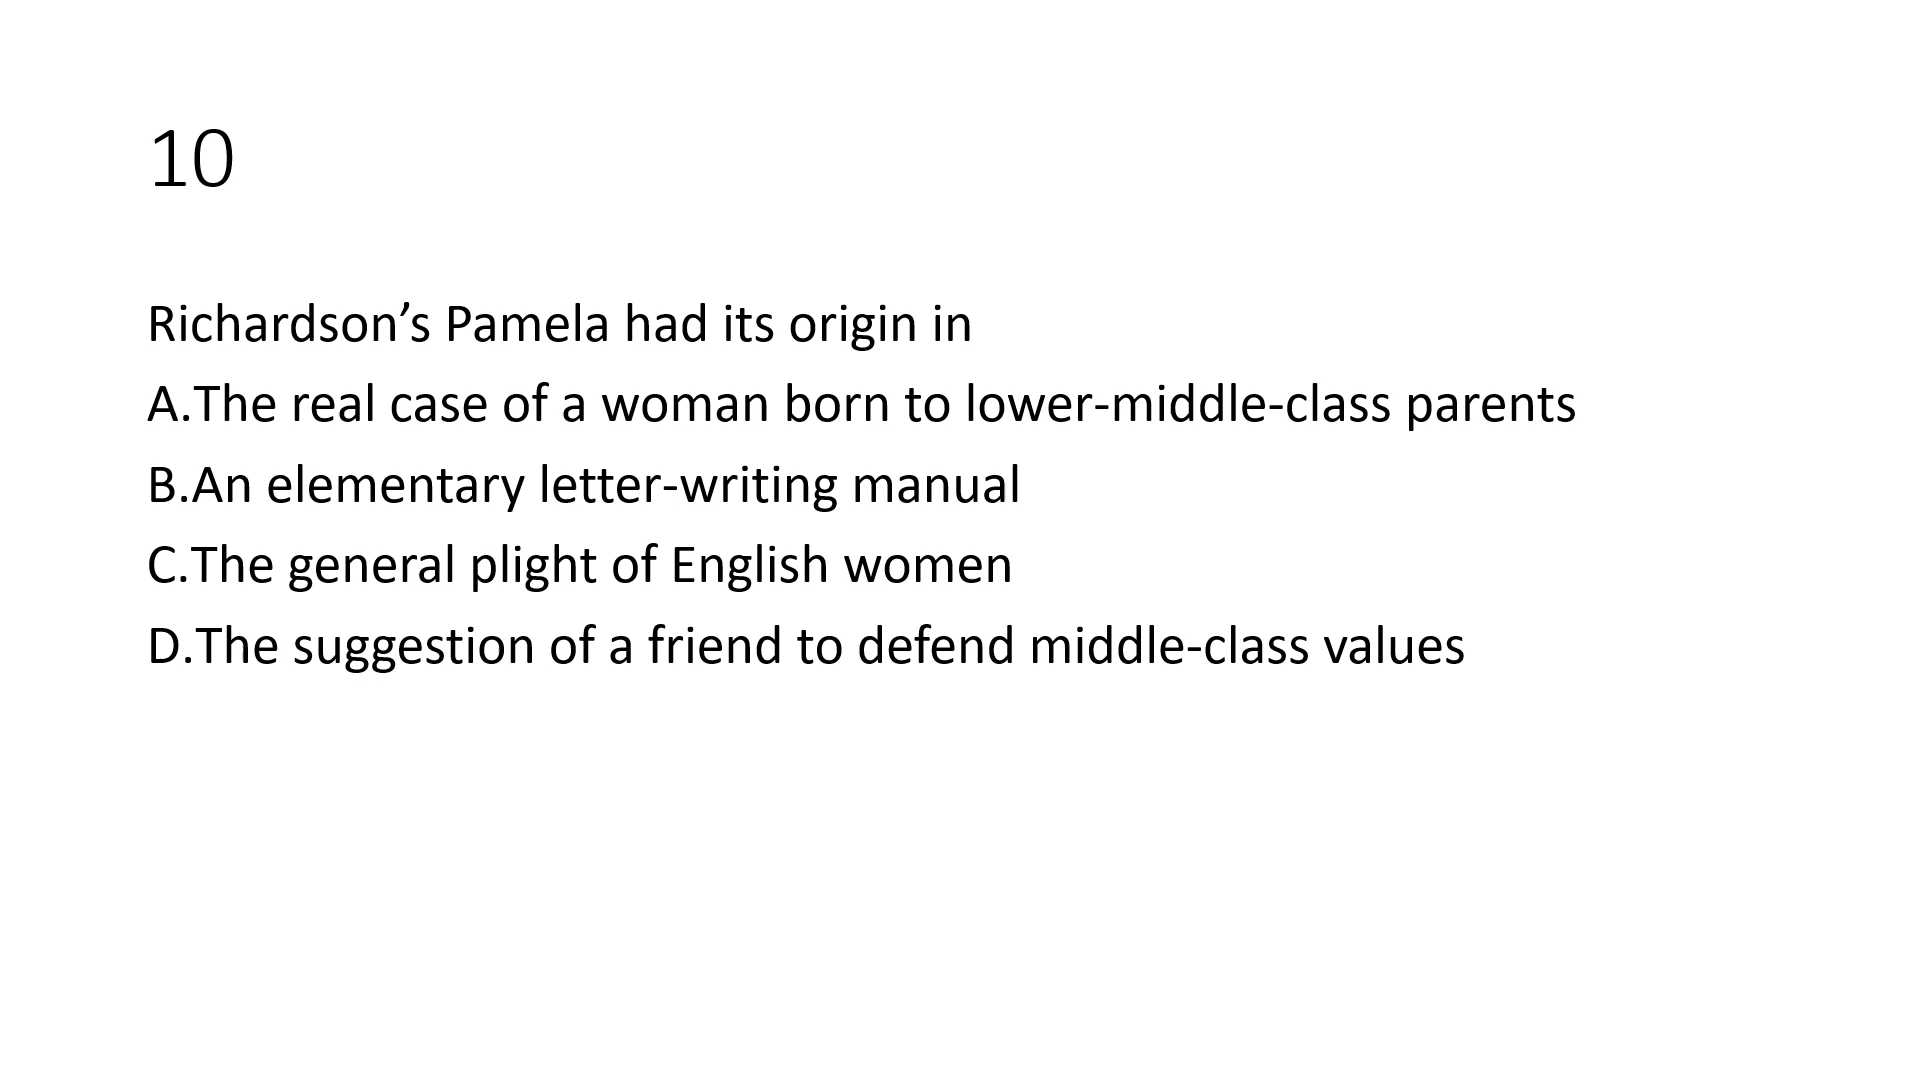 10
Richardson’s Pamela had its origin in
A.The real case of a woman born to lower-middle-class parents
B.An elementary letter-writing manual
C.The general plight of English women
D.The suggestion of a friend to defend middle-class values